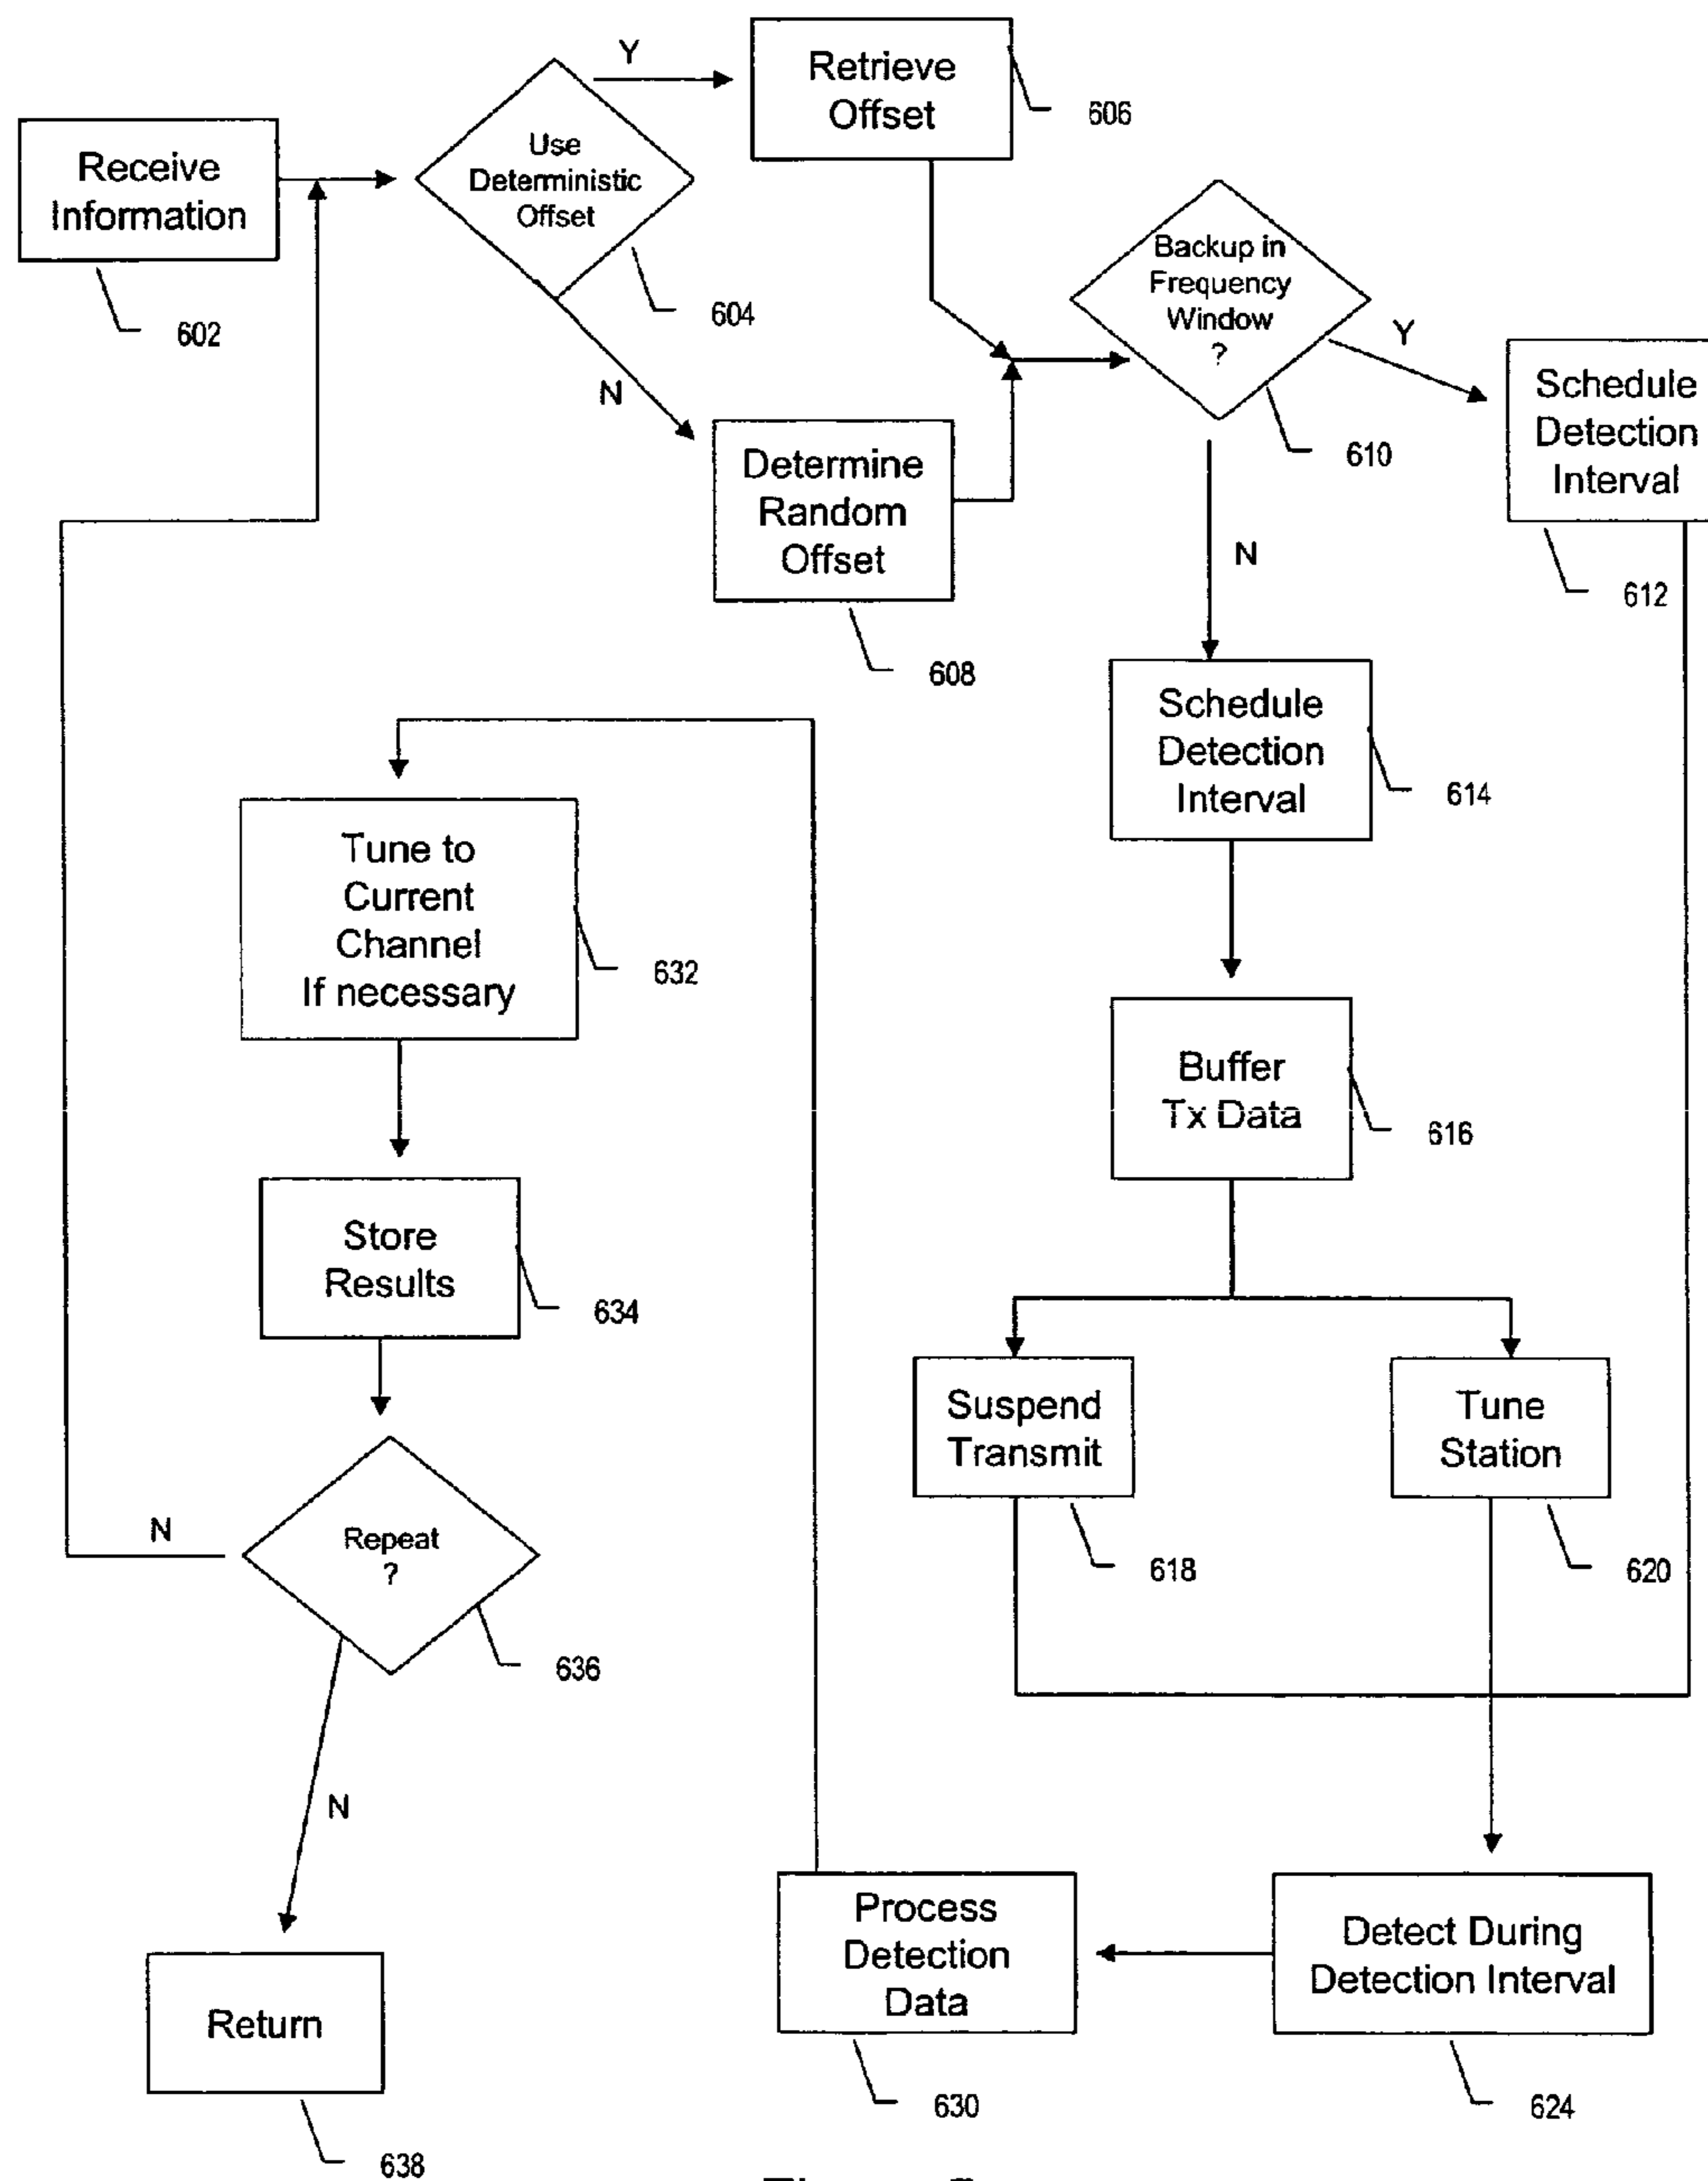 Receive
Information
602
Use
Deterministic
Offset
604
Y
N
Retrieve
Offset
606
Determine
Random
Offset
608
Backup in
Frequency
Window
?
610
Y
N
Schedule
Detection
Interval
612
Schedule
Detection
Interval
614
Buffer
Tx Data
616
Suspend
Transmit
618
Tune
Station
620
Detect During
Detection Interval
624
Process
Detection
Data
630
Tune to
Current
Channel
If necessary
632
Store
Results
634
Repeat
?
636
N
N
Return
638